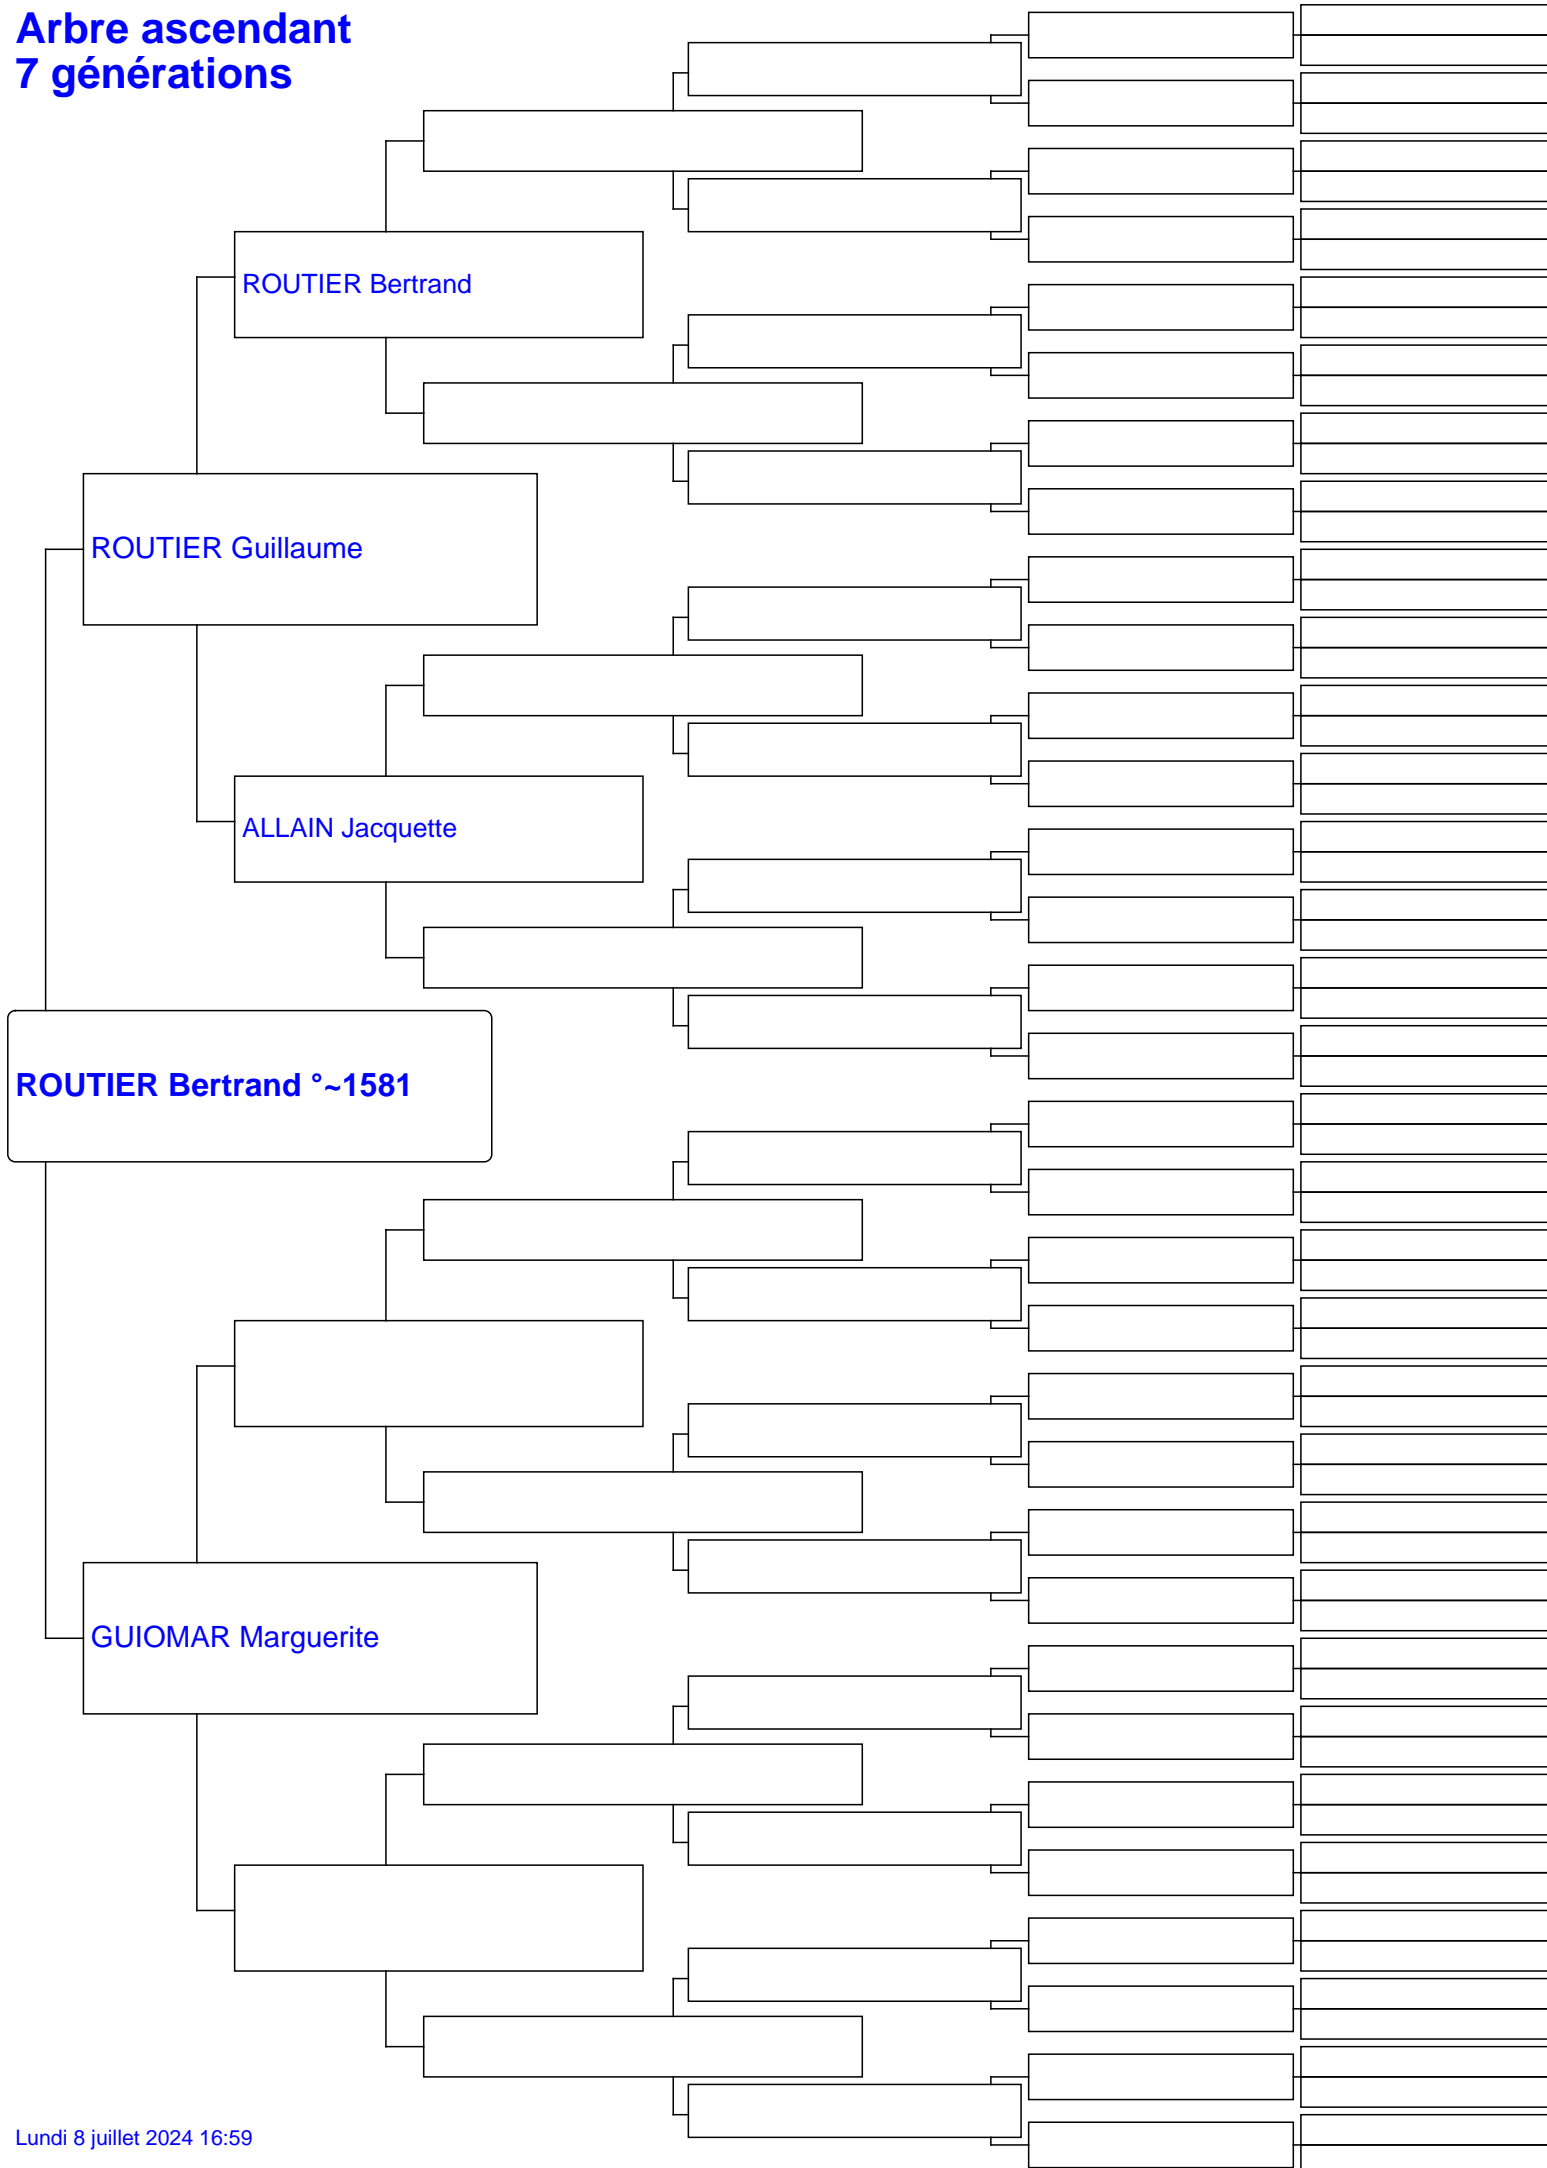 Arbre ascendant
7 générations
ROUTIER Bertrand
ROUTIER Guillaume
ALLAIN Jacquette
ROUTIER Bertrand °~1581
GUIOMAR Marguerite
Lundi 8 juillet 2024 16:59